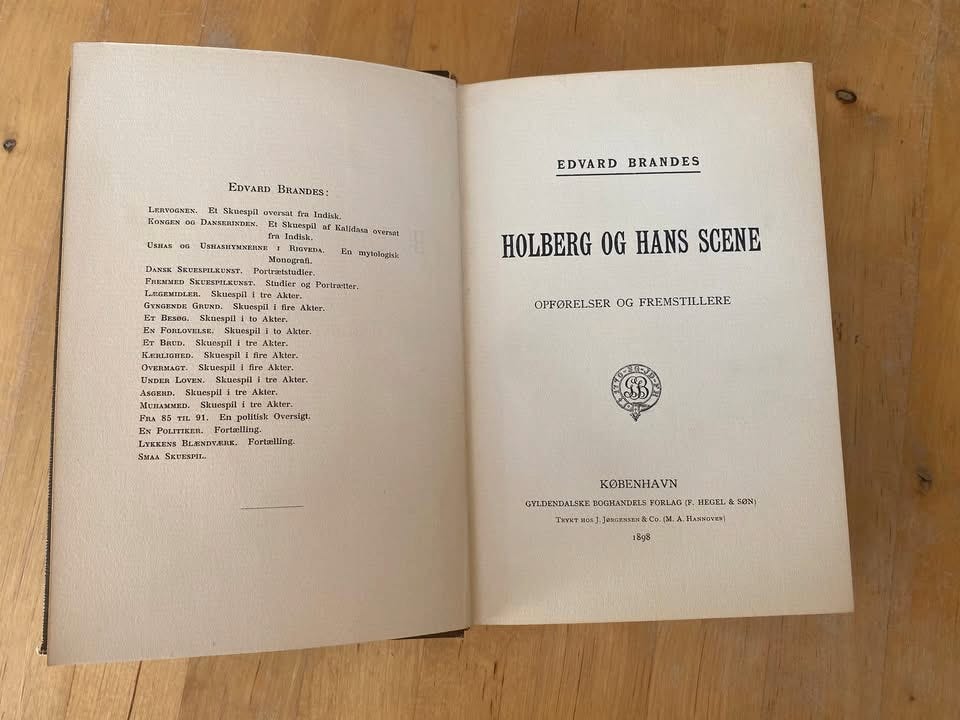 EDVARD BRANDES:
LERVOGNEN. Et Skuespil oversat fra Indisk.
KONGEN OG DANSERINDEN. Et Skuespil af Kalidasa oversat
fra Indisk.
USHAS OG USHASHYMNERNE I RIGVEDA. En mytologisk
Monografi.
DANSK SKUESPILKUNST. Portrætstudier.
FREMMED SKUESPILKUNST. Studier og Portrætter.
LÆGEMIDLER. Skuespil i tre Akter.
GYNGENDE GRUND. Skuespil i fire Akter.
ET BESØG. Skuespil i to Akter.
EN FORLOVELSE. Skuespil i to Akter.
ET BRUD. Skuespil i tre Akter.
KÆRLIGHED. Skuespil i fire Akter.
OVERMAGT. Skuespil i fire Akter.
UNDER LOVEN. Skuespil i tre Akter.
ASGERD. Skuespil i tre Akter.
MUHAMMED. Skuespil i tre Akter.
FRA 85 TIL 91. En politisk Oversigt.
EN POLITIKER. Fortælling.
LYKKENS BLÆNDVÆRK. Fortælling.
SMAA SKUESPIL.
EDVARD BRANDES
HOLBERG OG HANS SCENE
OPFØRELSER OG FREMSTILLERE
KØBENHAVN
GYLDENDALSKE BOGHANDELS FORLAG (F. HEGEL & SØN)
TRYKT HOS J. JØRGENSEN & CO. (M. A. HANNOVER)
1898